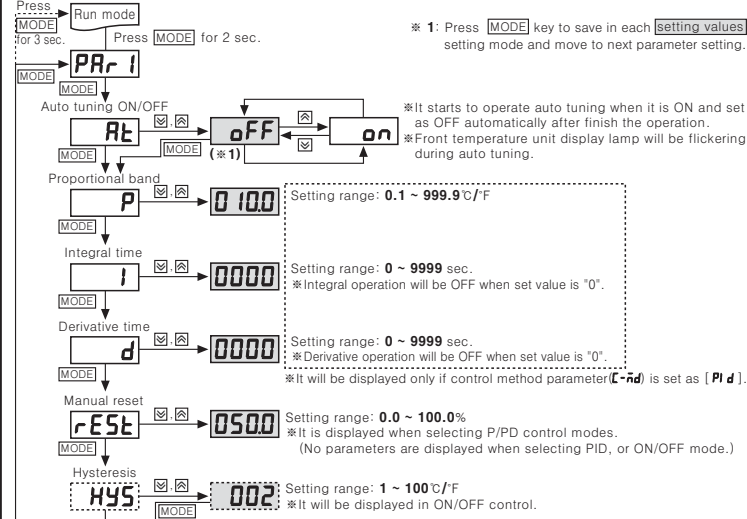 Press
MODE
for 3 sec.
Run mode
Press MODE for 2 sec.
※ 1: Press MODE key to save in each setting values
setting mode and move to next parameter setting.
MODE
PAr 1
MODE
Auto tuning ON/OFF
At
oFF
on
MODE
MODE
(※1)
※It starts to operate auto tuning when it is ON and set
as OFF automatically after finish the operation.
※Front temperature unit display lamp will be flickering
during auto tuning.
Proportional band
P
010.0
Setting range: 0.1 ~ 999.9℃/℉
MODE
Integral time
I
0000
Setting range: 0 ~ 9999 sec.
※Integral operation will be OFF when set value is "0".
MODE
Derivative time
d
0000
Setting range: 0 ~ 9999 sec.
※Derivative operation will be OFF when set value is "0".
MODE
※It will be displayed only if control method parameter(C-md) is set as [ PI d ].
Manual reset
rESt
050.0
Setting range: 0.0 ~ 100.0%
※It is displayed when selecting P/PD control modes.
(No parameters are displayed when selecting PID, or ON/OFF mode.)
MODE
Hysteresis
HYS
002
Setting range: 1 ~ 100℃/℉
※It will be displayed in ON/OFF control.
MODE